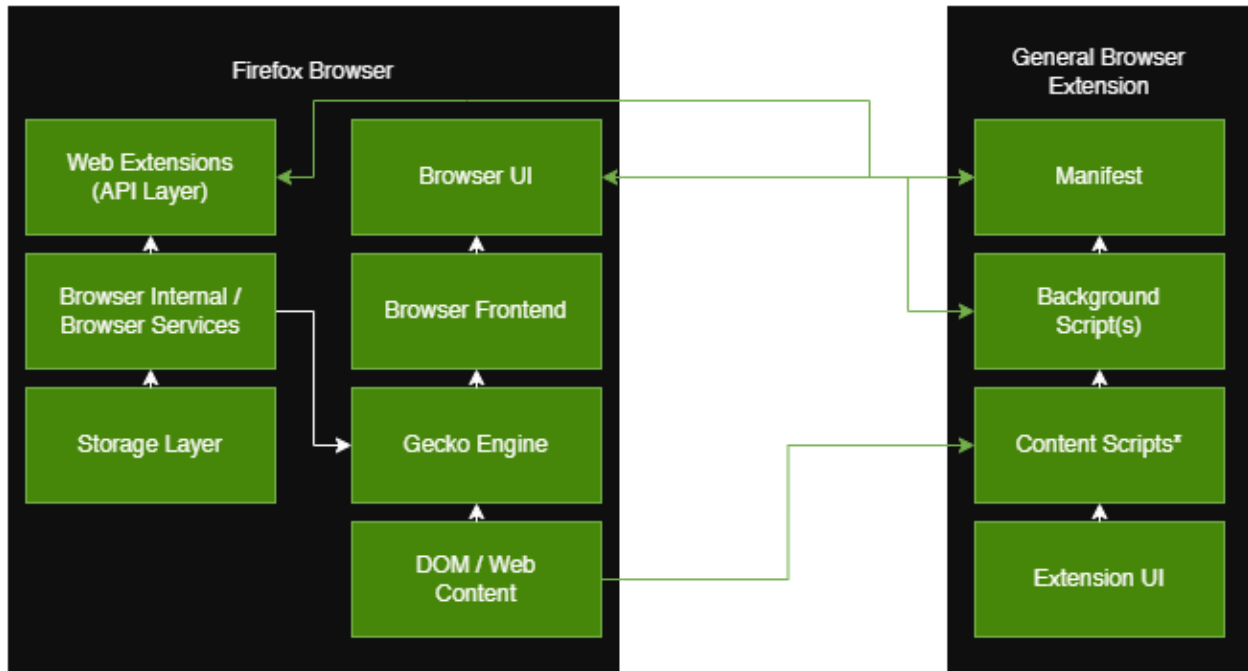 Firefox Browser
Web Extensions
(API Layer)
Browser Internal /
Browser Services
Storage Layer
Browser UI
Browser Frontend
Gecko Engine
DOM / Web
Content
General Browser
Extension
Manifest
Background
Script(s)
Content Scripts*
Extension UI